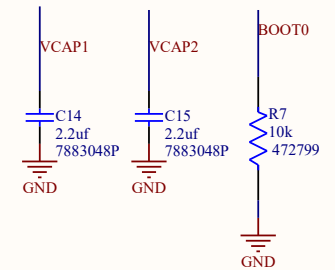 VCAP1
C14
2.2uf
7883048P
GND
VCAP2
C15
2.2uf
7883048P
GND
BOOT0
R7
10k
472799
GND